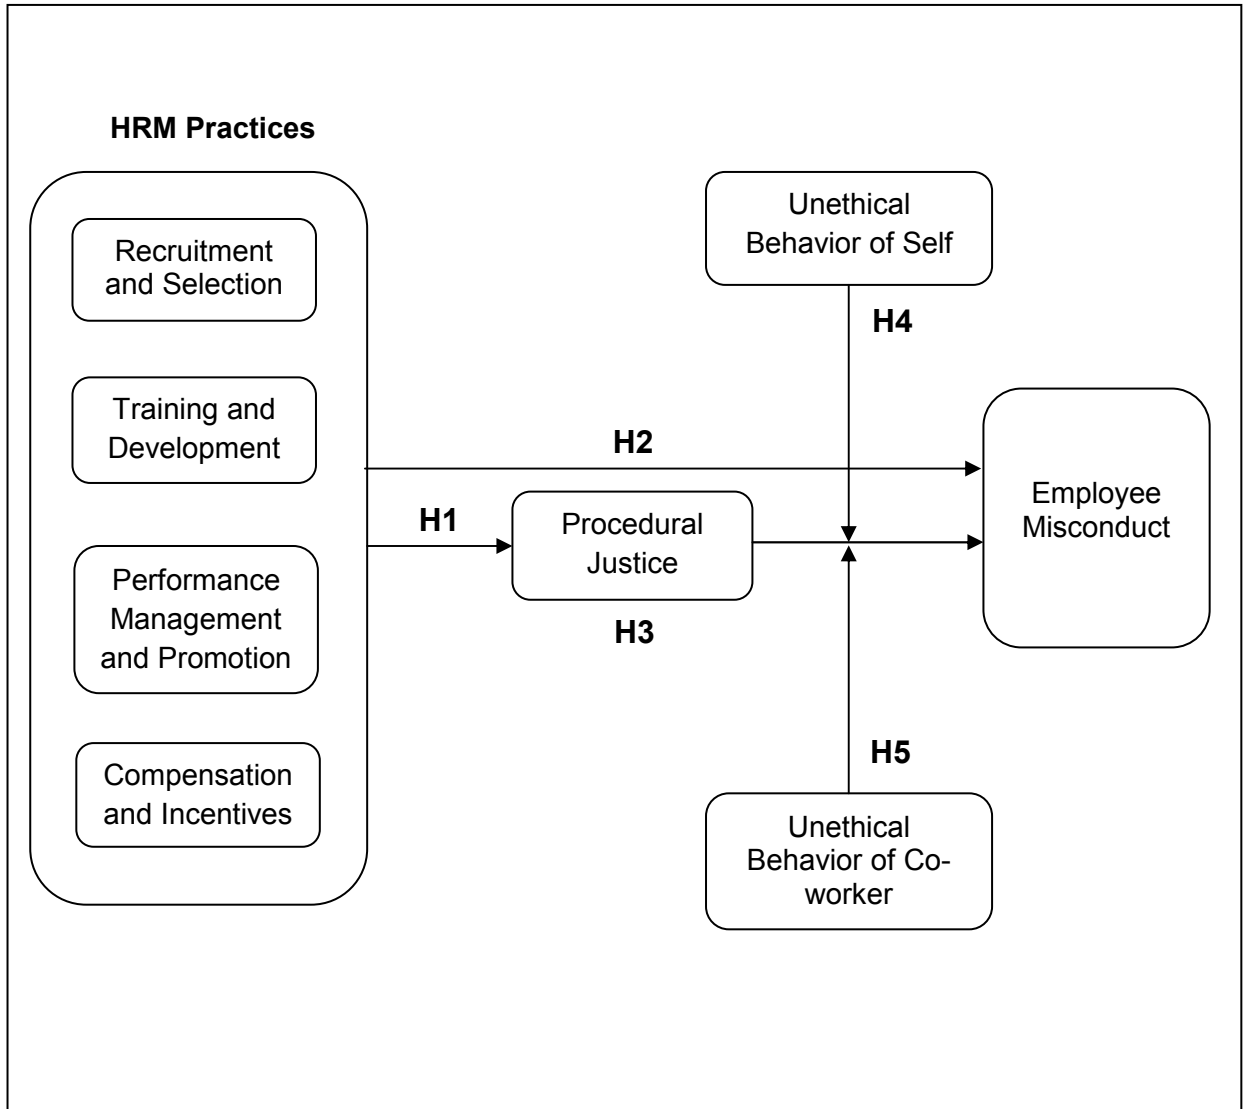 HRM Practices
Recruitment
and Selection
Training and
Development
Performance
Management
and Promotion
Compensation
and Incentives
H1
H2
Procedural
Justice
H3
Unethical
Behavior of Self
H4
H5
Unethical
Behavior of Co-
worker
Employee
Misconduct